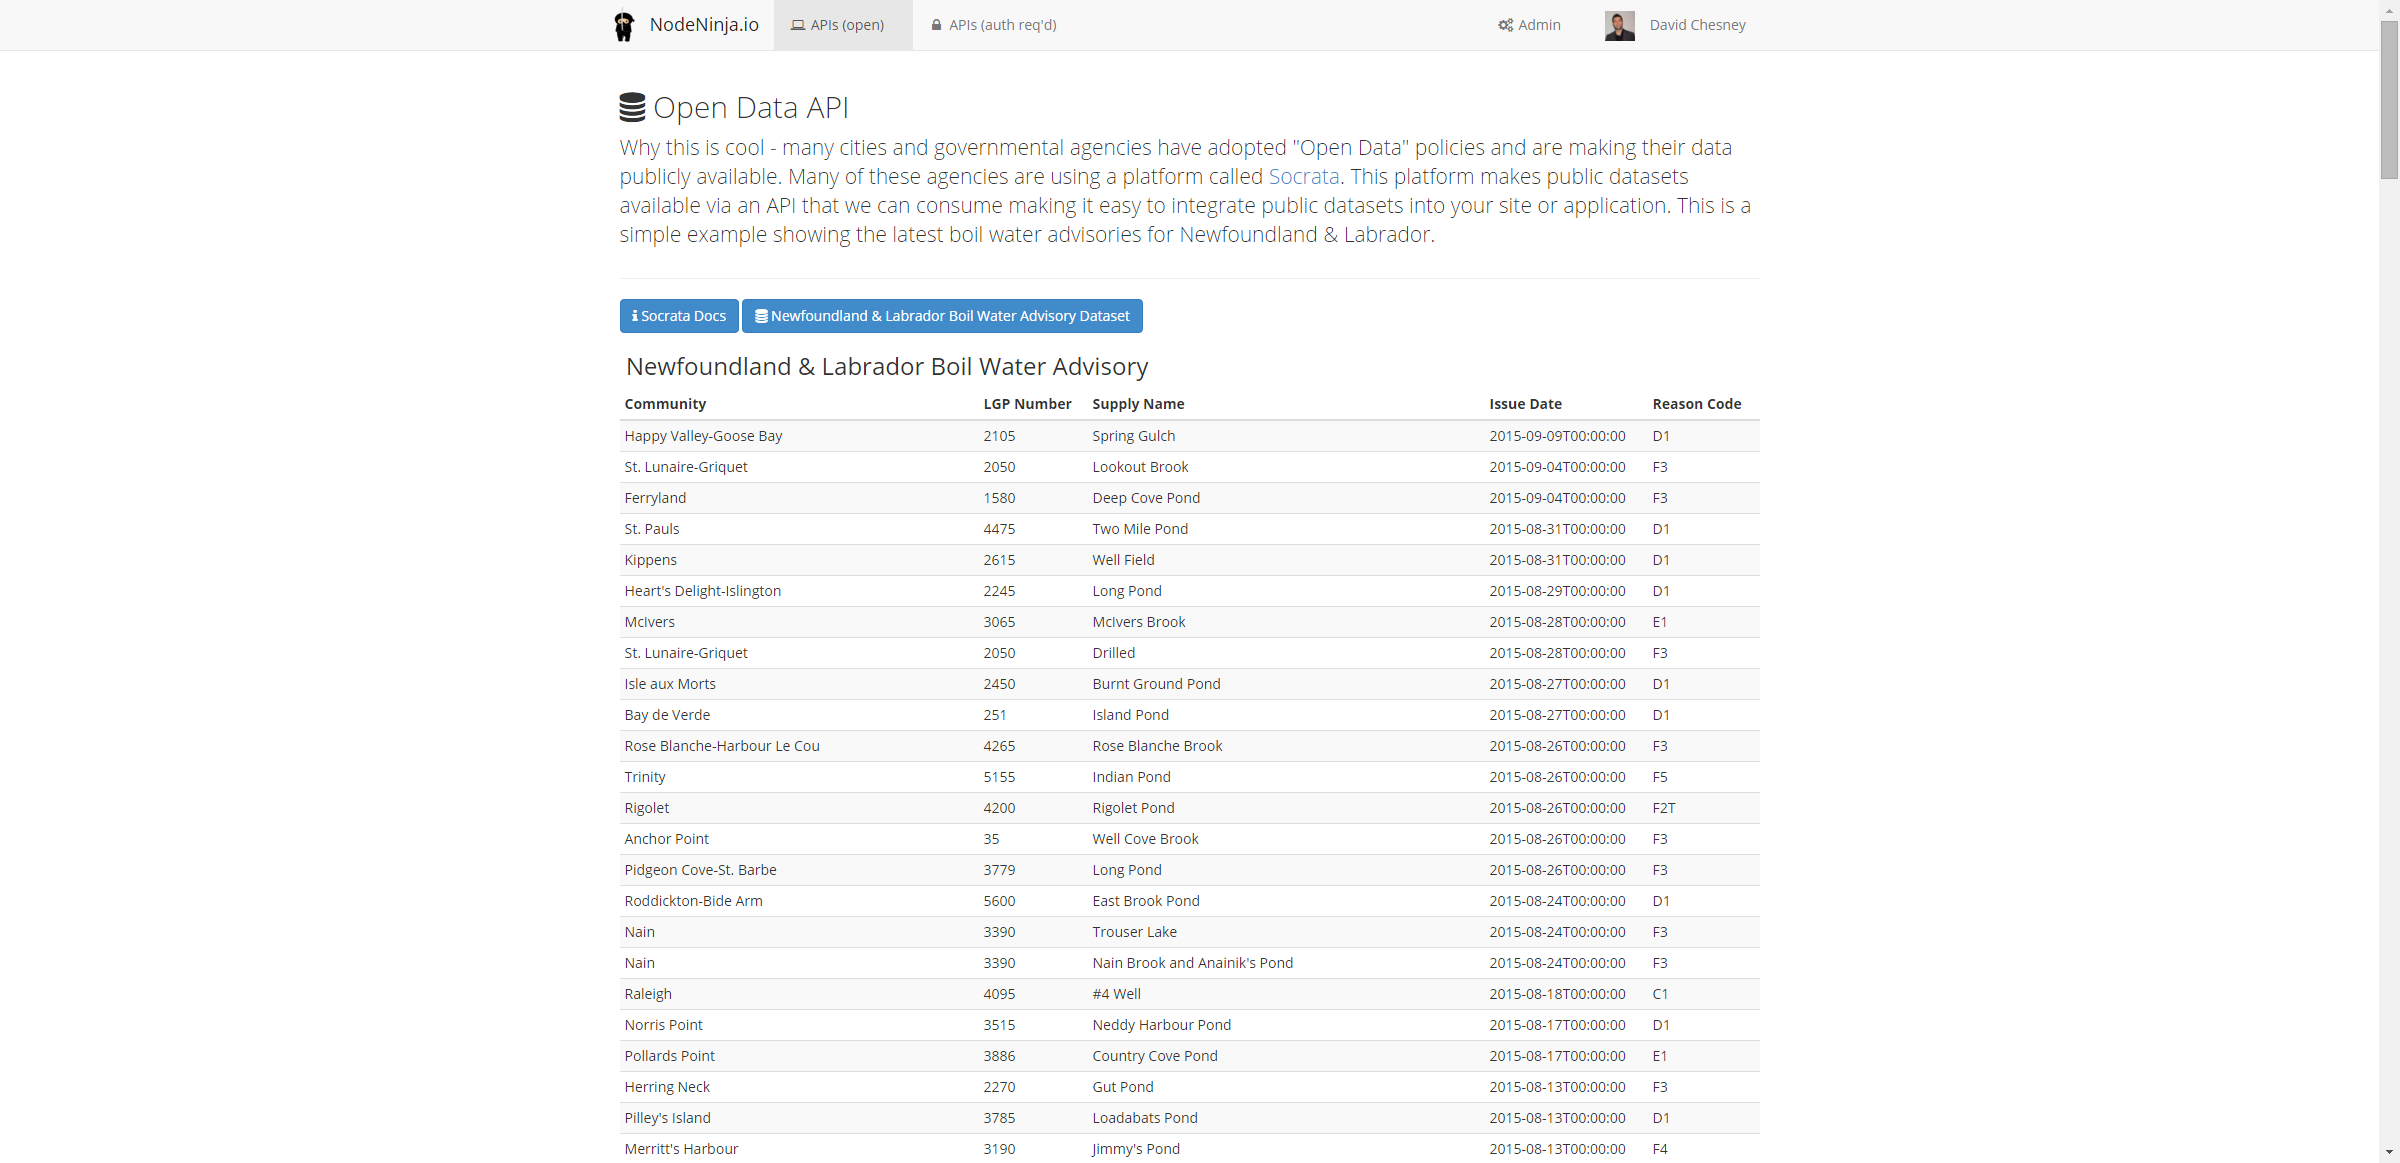 NodeNinja.io APIs (open) APIs (auth req'd) Admin David Chesney
Open Data API
Why this is cool - many cities and governmental agencies have adopted "Open Data" policies and are making their data
publicly available. Many of these agencies are using a platform called Socrata. This platform makes public datasets
available via an API that we can consume making it easy to integrate public datasets into your site or application. This is a
simple example showing the latest boil water advisories for Newfoundland & Labrador.
Socrata Docs Newfoundland & Labrador Boil Water Advisory Dataset
Newfoundland & Labrador Boil Water Advisory
Community LGP Number Supply Name Issue Date Reason Code
Happy Valley-Goose Bay 2105 Spring Gulch 2015-09-09T00:00:00 D1
St. Lunaire-Griquet 2050 Lookout Brook 2015-09-04T00:00:00 F3
Ferryland 1580 Deep Cove Pond 2015-09-04T00:00:00 F3
St. Pauls 4475 Two Mile Pond 2015-08-31T00:00:00 D1
Kippens 2615 Well Field 2015-08-31T00:00:00 D1
Heart's Delight-Islington 2245 Long Pond 2015-08-29T00:00:00 D1
McIvers 3065 McIvers Brook 2015-08-28T00:00:00 E1
St. Lunaire-Griquet 2050 Drilled 2015-08-28T00:00:00 F3
Isle aux Morts 2450 Burnt Ground Pond 2015-08-27T00:00:00 D1
Bay de Verde 251 Island Pond 2015-08-27T00:00:00 D1
Rose Blanche-Harbour Le Cou 4265 Rose Blanche Brook 2015-08-26T00:00:00 F3
Trinity 5155 Indian Pond 2015-08-26T00:00:00 F5
Rigolet 4200 Rigolet Pond 2015-08-26T00:00:00 F2T
Anchor Point 35 Well Cove Brook 2015-08-26T00:00:00 F3
Pidgeon Cove-St. Barbe 3779 Long Pond 2015-08-26T00:00:00 F3
Roddickton-Bide Arm 5600 East Brook Pond 2015-08-24T00:00:00 D1
Nain 3390 Trouser Lake 2015-08-24T00:00:00 F3
Nain 3390 Nain Brook and Anainik's Pond 2015-08-24T00:00:00 F3
Raleigh 4095 #4 Well 2015-08-18T00:00:00 C1
Norris Point 3515 Neddy Harbour Pond 2015-08-17T00:00:00 D1
Pollards Point 3886 Country Cove Pond 2015-08-17T00:00:00 E1
Herring Neck 2270 Gut Pond 2015-08-13T00:00:00 F3
Pilley's Island 3785 Loadabats Pond 2015-08-13T00:00:00 D1
Merritt's Harbour 3190 Jimmy's Pond 2015-08-13T00:00:00 F4